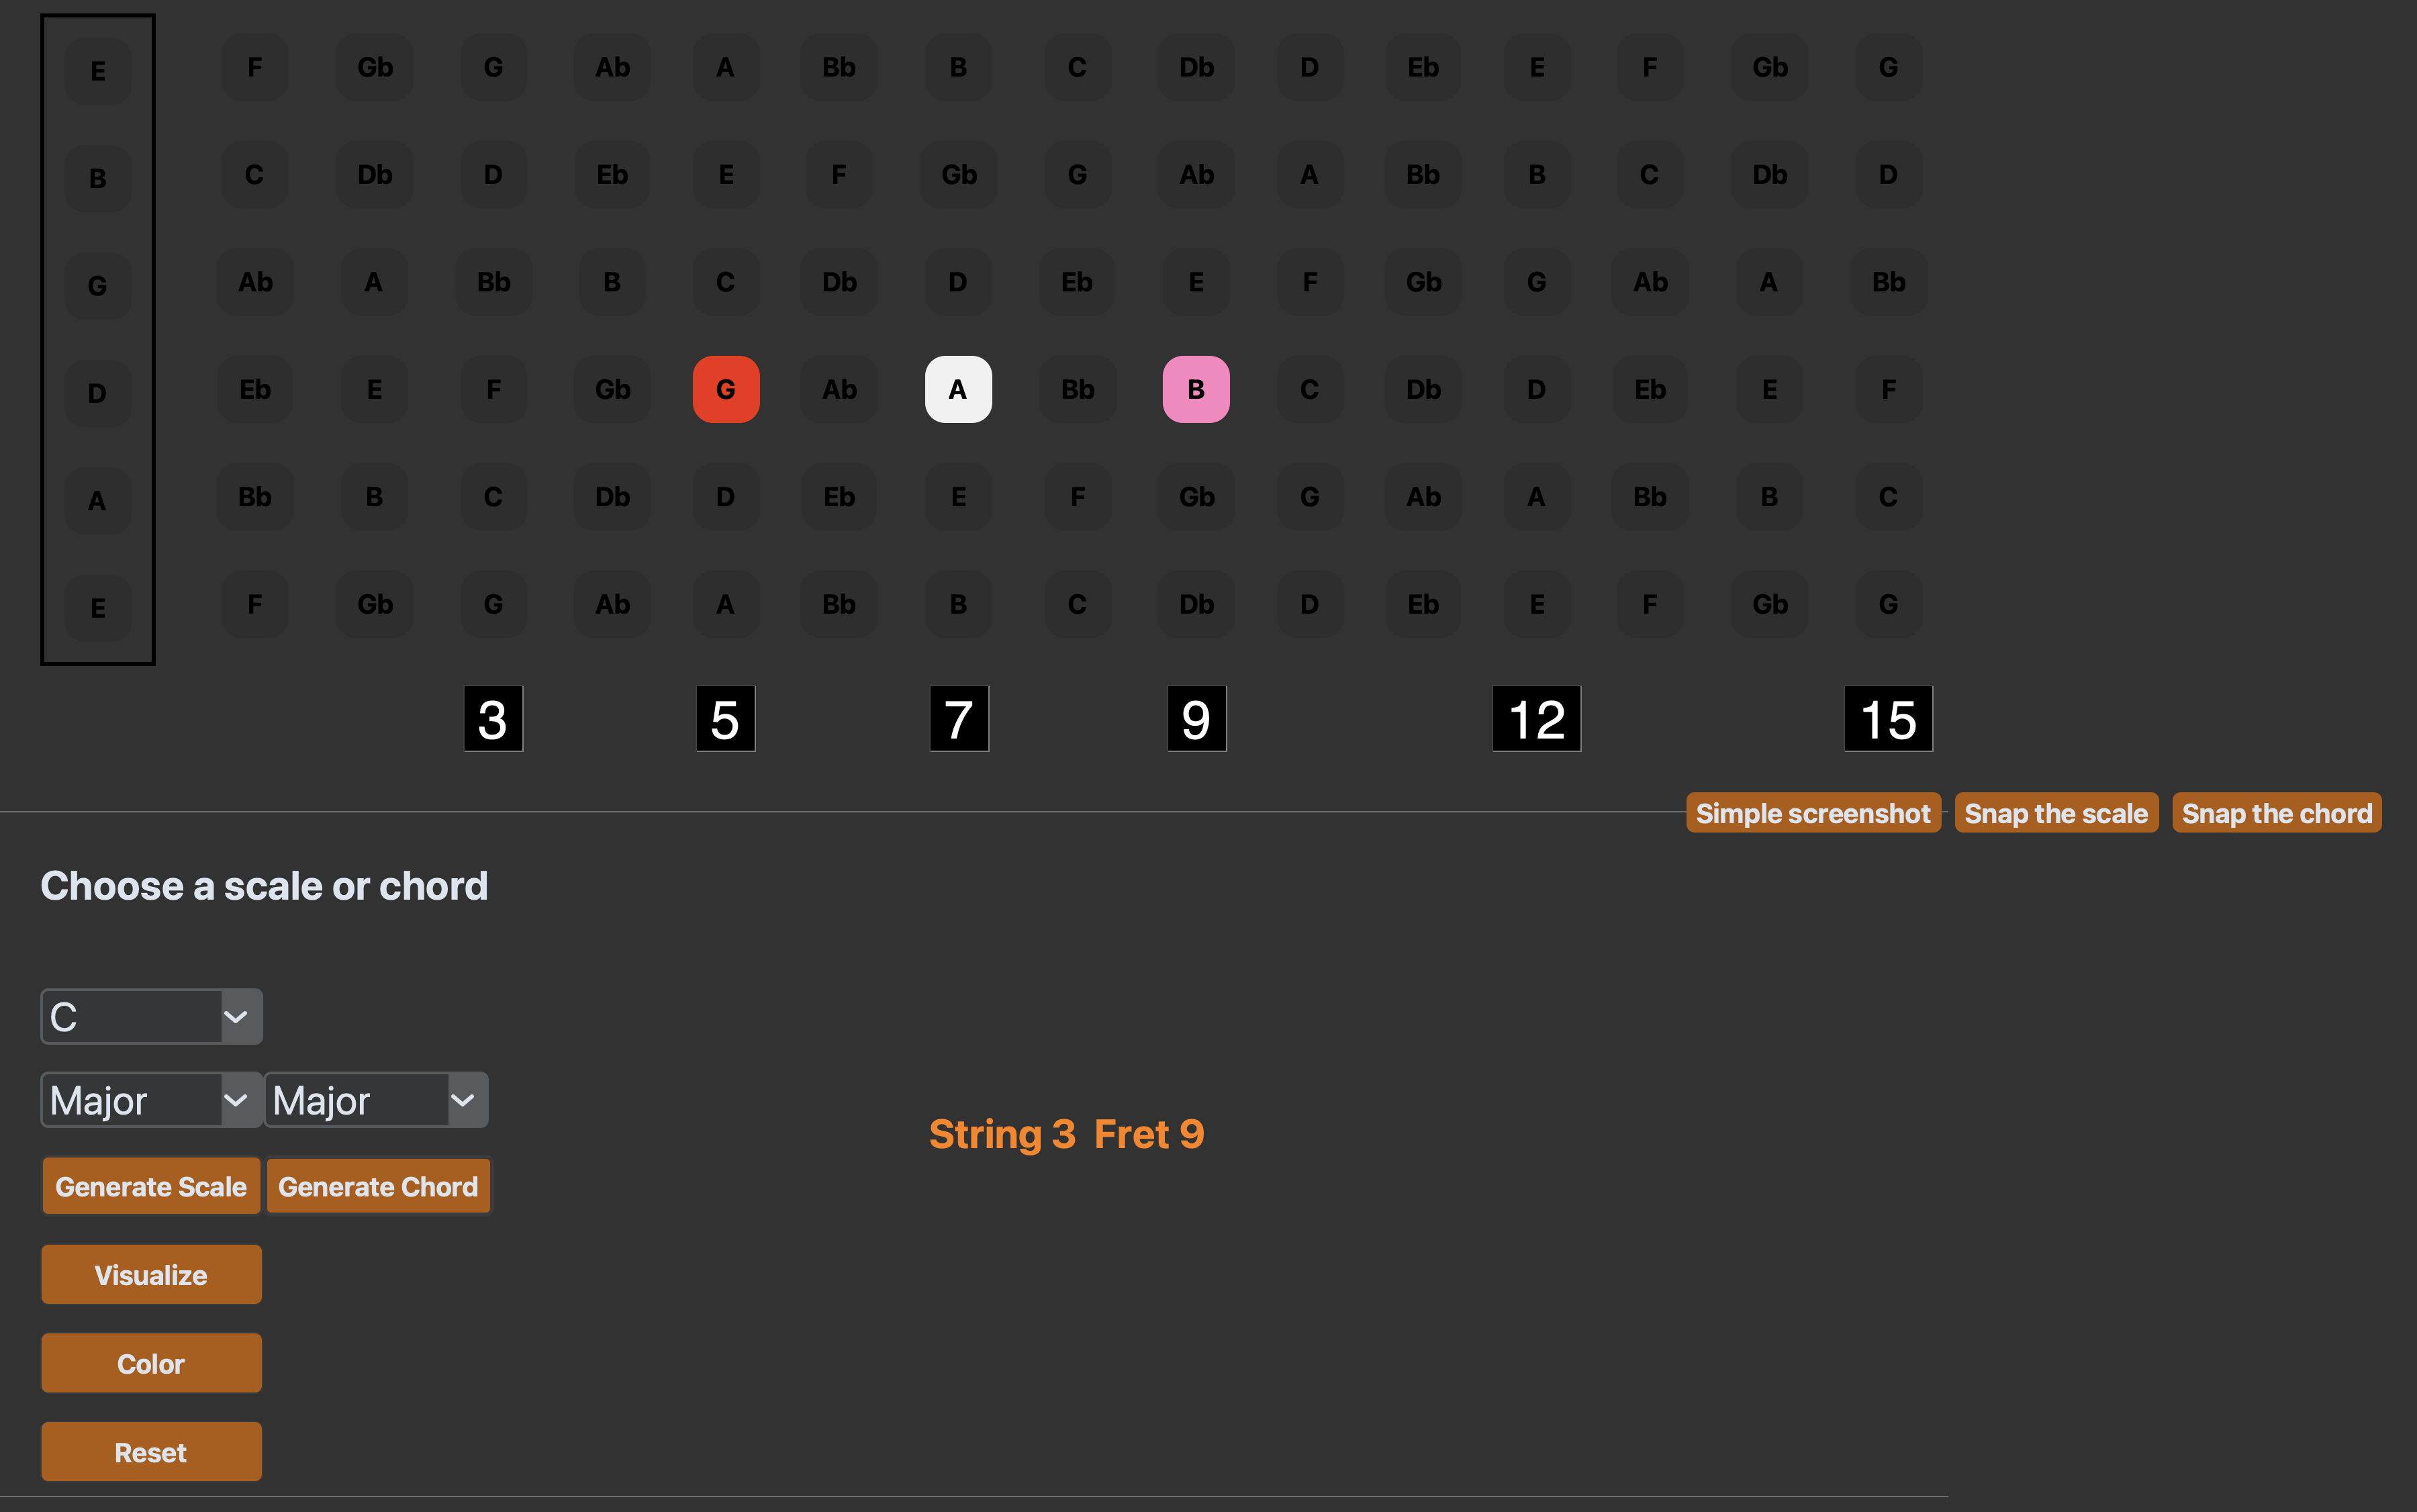 E F Gb G Ab A Bb B C Db D Eb E F Gb G
B C Db D Eb E F Gb G Ab A Bb B C Db D
G Ab A Bb B C Db D Eb E F Gb G Ab A Bb
D Eb E F Gb G Ab A Bb B C Db D Eb E F
A Bb B C Db D Eb E F Gb G Ab A Bb B C
E F Gb G Ab A Bb B C Db D Eb E F Gb G
3 5 7 9 12 15
Simple screenshot Snap the scale Snap the chord
Choose a scale or chord
C
Major Major
String 3 Fret 9
Generate Scale Generate Chord
Visualize
Color
Reset